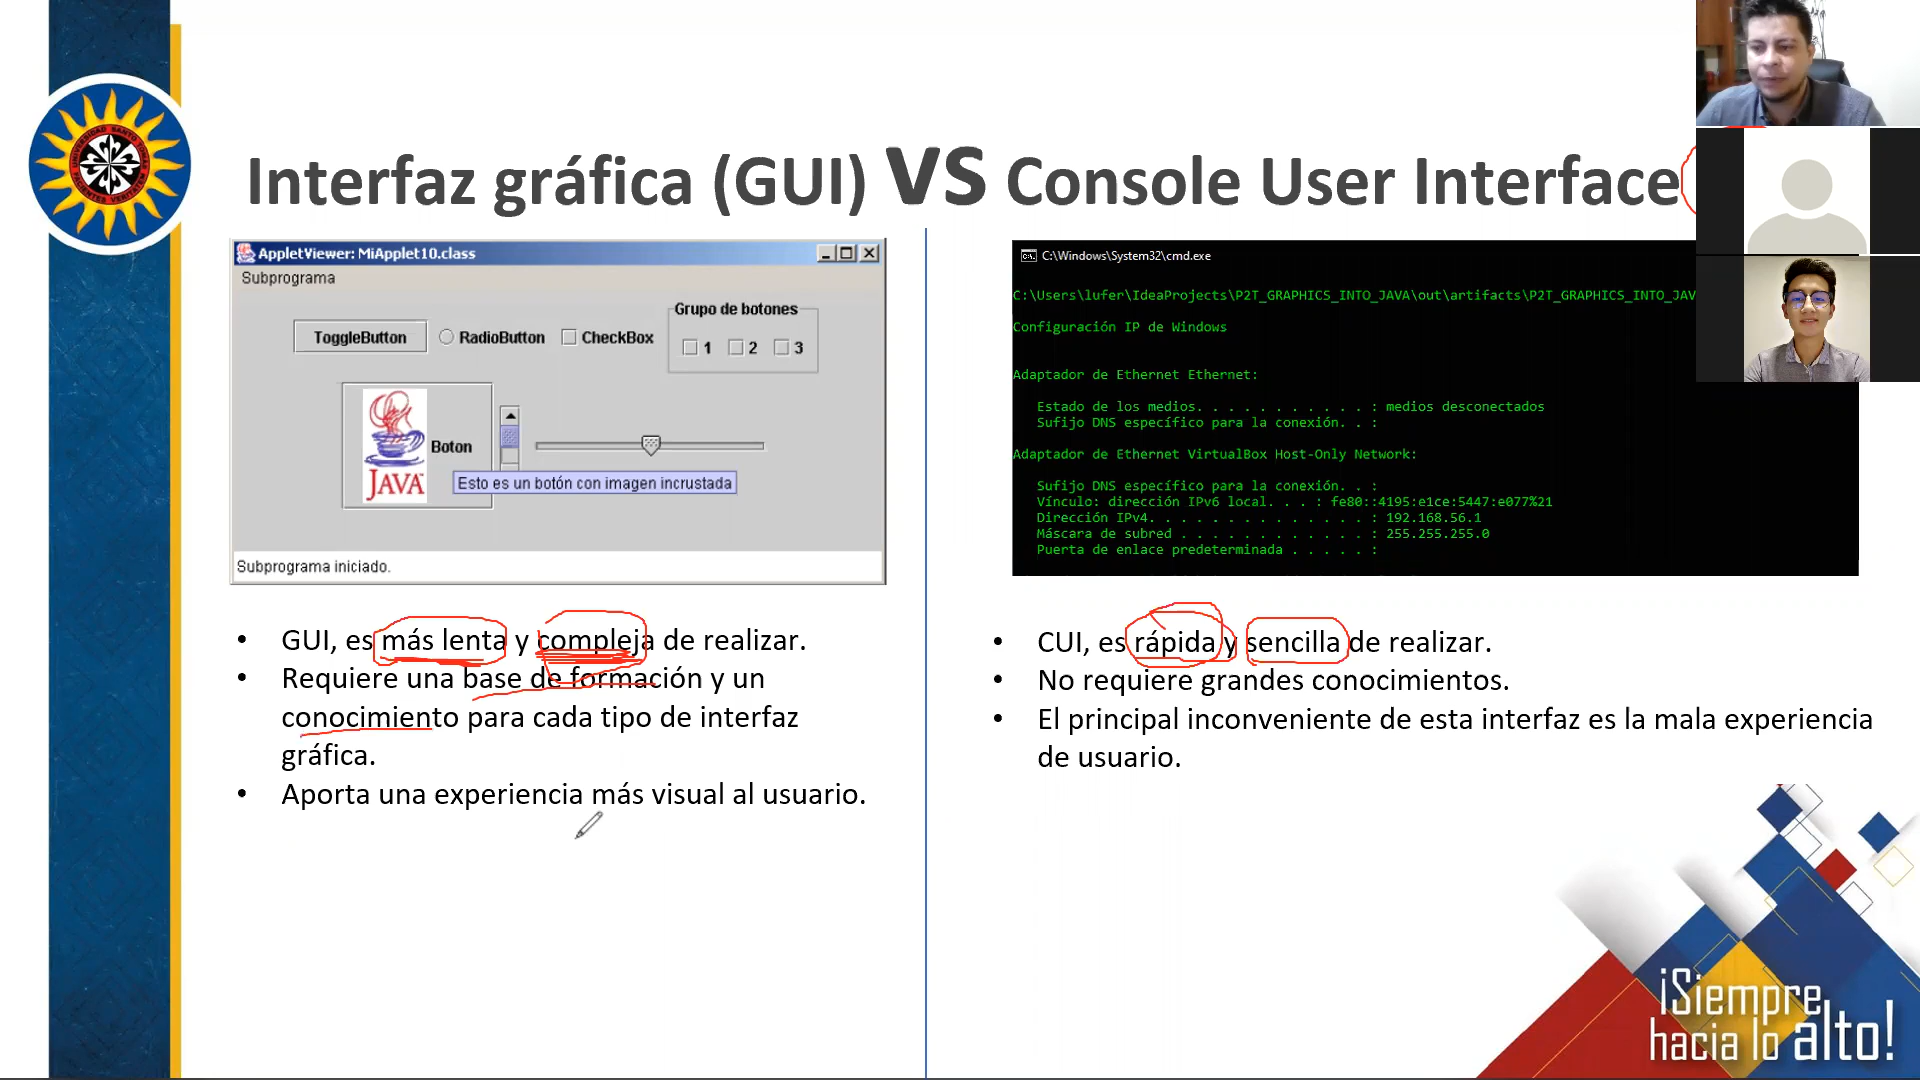 UNIVERSIDAD SANTO TOMAS
FACIENTES VERITATEM
Interfaz gráfica (GUI) VS Console User Interface
AppletViewer: MiApplet10.class
Subprograma
Grupo de botones
ToggleButton RadioButton CheckBox 1 2 3
Boton
JAVA
Esto es un botón con imagen incrustada
Subprograma iniciado.
• GUI, es más lenta y compleja de realizar.
• Requiere una base de formación y un
conocimiento para cada tipo de interfaz
gráfica.
• Aporta una experiencia más visual al usuario.
C:\Windows\System32\cmd.exe
C:\Users\lufer\IdeaProjects\P2T_GRAPHICS_INTO_JAVA\out\artifacts\P2T_GRAPHICS_INTO_JAV
Configuración IP de Windows
Adaptador de Ethernet Ethernet:
Estado de los medios. . . . . . . . . . . : medios desconectados
Sufijo DNS específico para la conexión. . :
Adaptador de Ethernet VirtualBox Host-Only Network:
Sufijo DNS específico para la conexión. . :
Vínculo: dirección IPv6 local. . . : fe80::4195:e1ce:5447:e077%21
Dirección IPv4. . . . . . . . . . . . . . : 192.168.56.1
Máscara de subred . . . . . . . . . . . . : 255.255.255.0
Puerta de enlace predeterminada . . . . . :
• CUI, es rápida y sencilla de realizar.
• No requiere grandes conocimientos.
• El principal inconveniente de esta interfaz es la mala experiencia
de usuario.
¡Siempre
hacia lo alto!